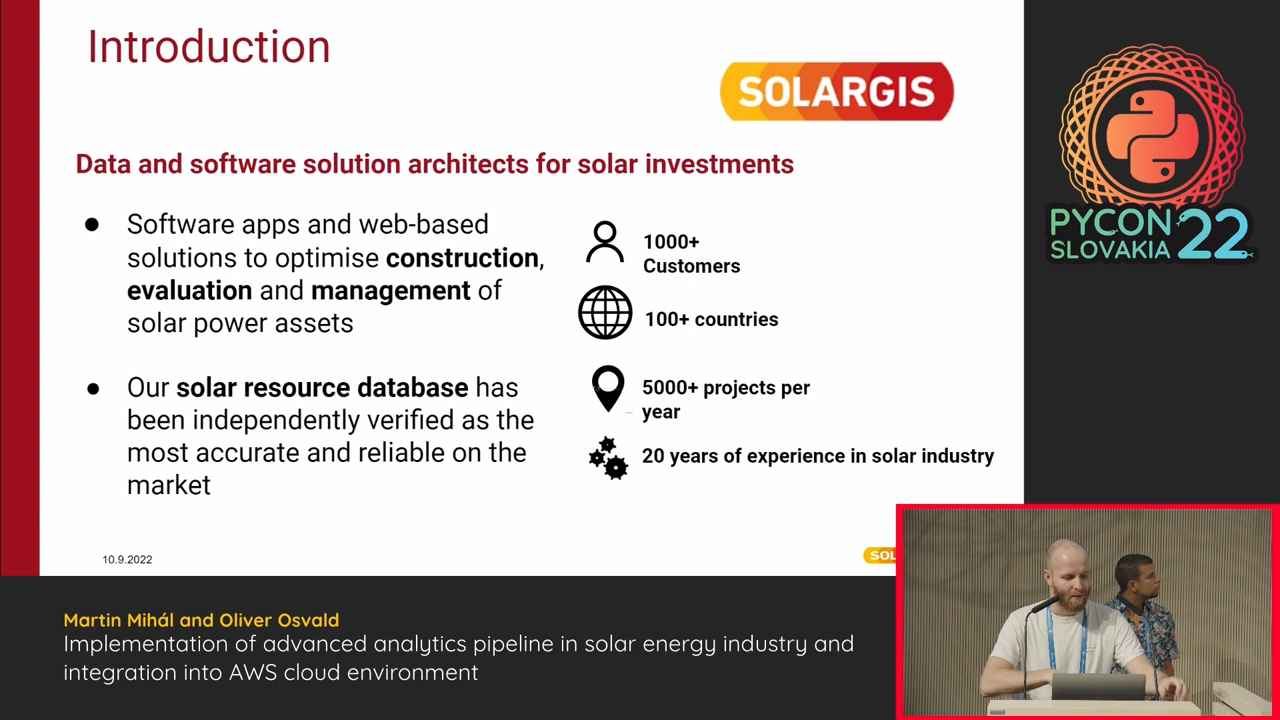 Introduction
SOLARGIS
Data and software solution architects for solar investments
● Software apps and web-based
solutions to optimise construction,
evaluation and management of
solar power assets
● Our solar resource database has
been independently verified as the
most accurate and reliable on the
market
1000+
Customers
100+ countries
5000+ projects per
year
20 years of experience in solar industry
10.9.2022
SOL
PYCON
SLOVAKIA 22
Martin Mihál and Oliver Osvald
Implementation of advanced analytics pipeline in solar energy industry and
integration into AWS cloud environment